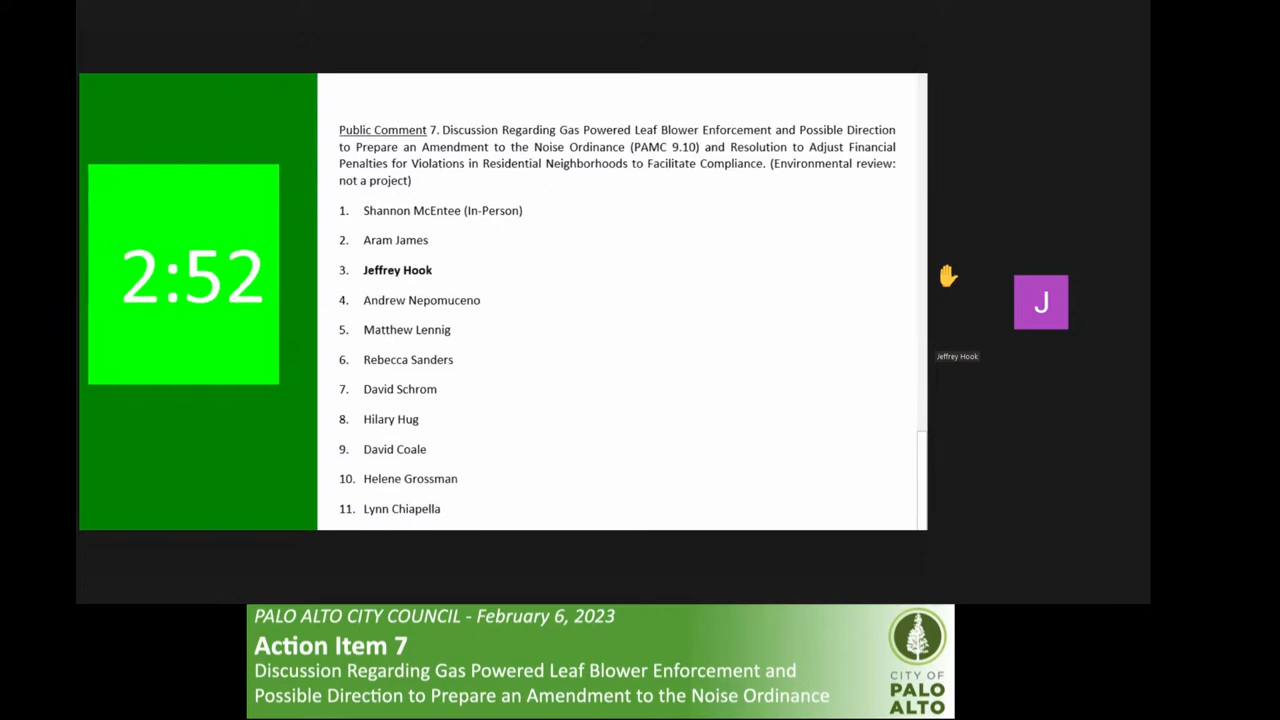 2:52
Public Comment 7. Discussion Regarding Gas Powered Leaf Blower Enforcement and Possible Direction
to Prepare an Amendment to the Noise Ordinance (PAMC 9.10) and Resolution to Adjust Financial
Penalties for Violations in Residential Neighborhoods to Facilitate Compliance. (Environmental review:
not a project)
1. Shannon McEntee (In-Person)
2. Aram James
3. Jeffrey Hook
4. Andrew Nepomuceno
5. Matthew Lennig
6. Rebecca Sanders
7. David Schrom
8. Hilary Hug
9. David Coale
10. Helene Grossman
11. Lynn Chiapella
J
Jeffrey Hook
PALO ALTO CITY COUNCIL - February 6, 2023
Action Item 7
Discussion Regarding Gas Powered Leaf Blower Enforcement and
Possible Direction to Prepare an Amendment to the Noise Ordinance
CITY OF
PALO
ALTO